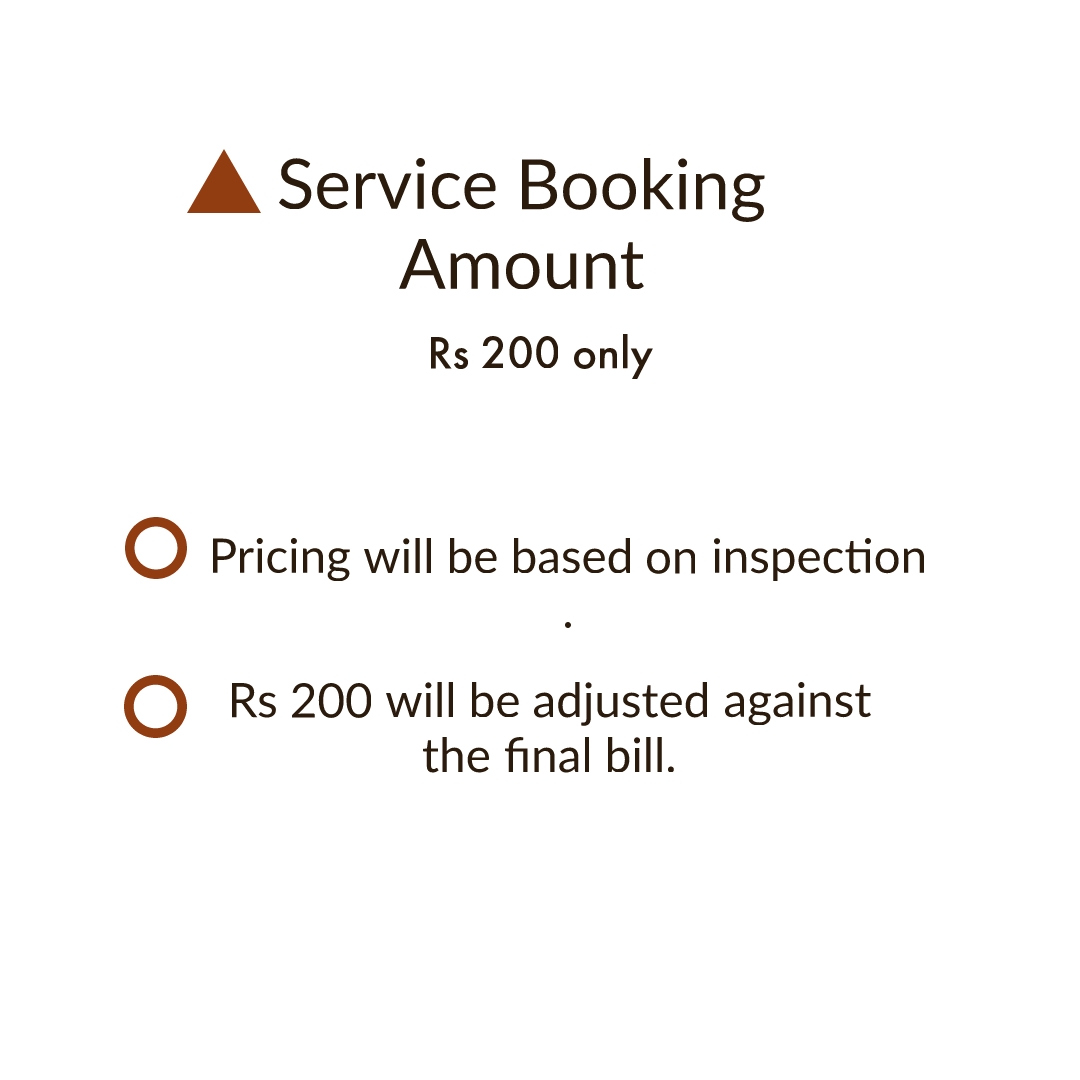 Service Booking
Amount
Rs 200 only
Pricing will be based on inspection
.
Rs 200 will be adjusted against
the final bill.